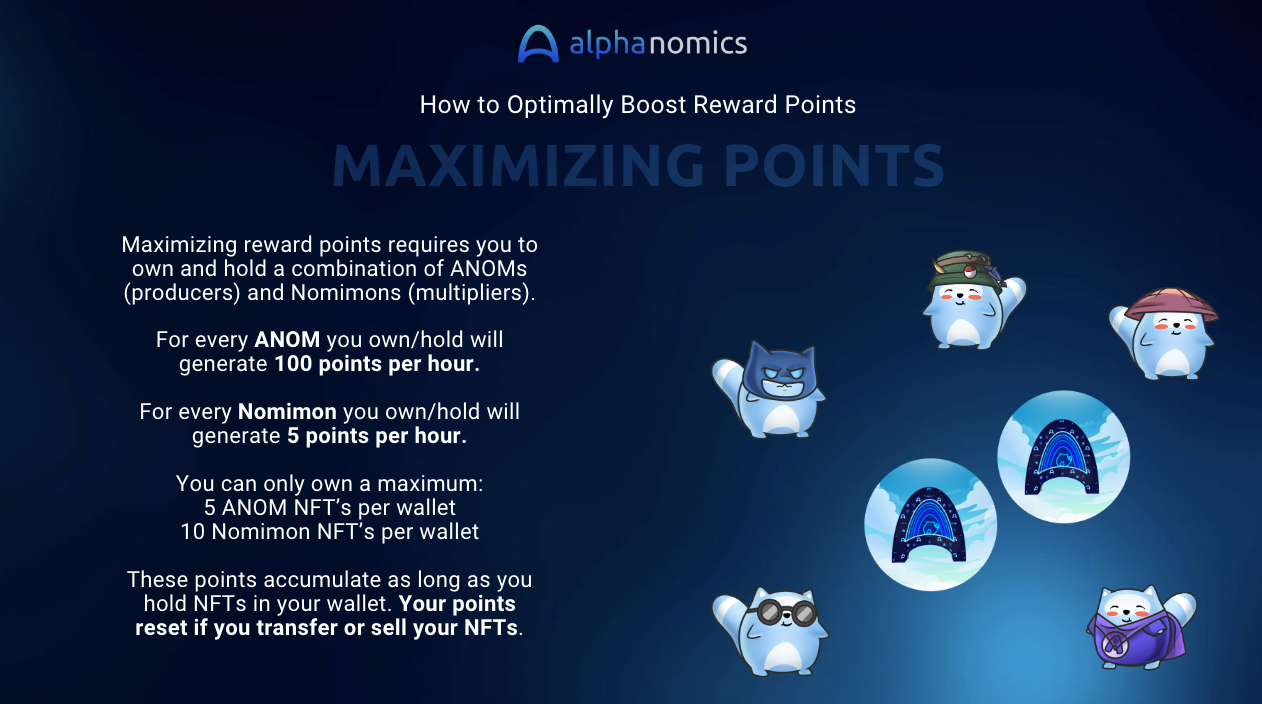 alphanomics
How to Optimally Boost Reward Points
MAXIMIZING POINTS
Maximizing reward points requires you to
own and hold a combination of ANOMs
(producers) and Nomimons (multipliers).
For every ANOM you own/hold will
generate 100 points per hour.
For every Nomimon you own/hold will
generate 5 points per hour.
You can only own a maximum:
5 ANOM NFT’s per wallet
10 Nomimon NFT’s per wallet
These points accumulate as long as you
hold NFTs in your wallet. Your points
reset if you transfer or sell your NFTs.